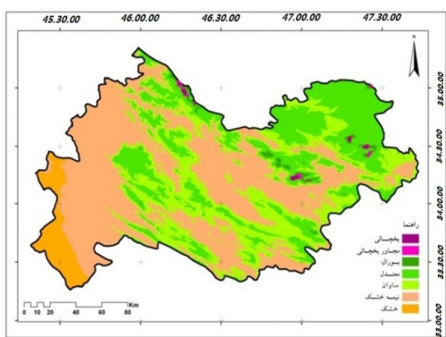 45.30.00 46.00.00 46.30.00 47.00.00 47.30.00
N
35.00.00
34.30.00
34.00.00
33.30.00
33.00.00
راهنما
یخچالی
مجاور یخچالی
بورال
معتدل
ساوان
نیمه خشک
خشک
0 10 20 40 60 80
Km